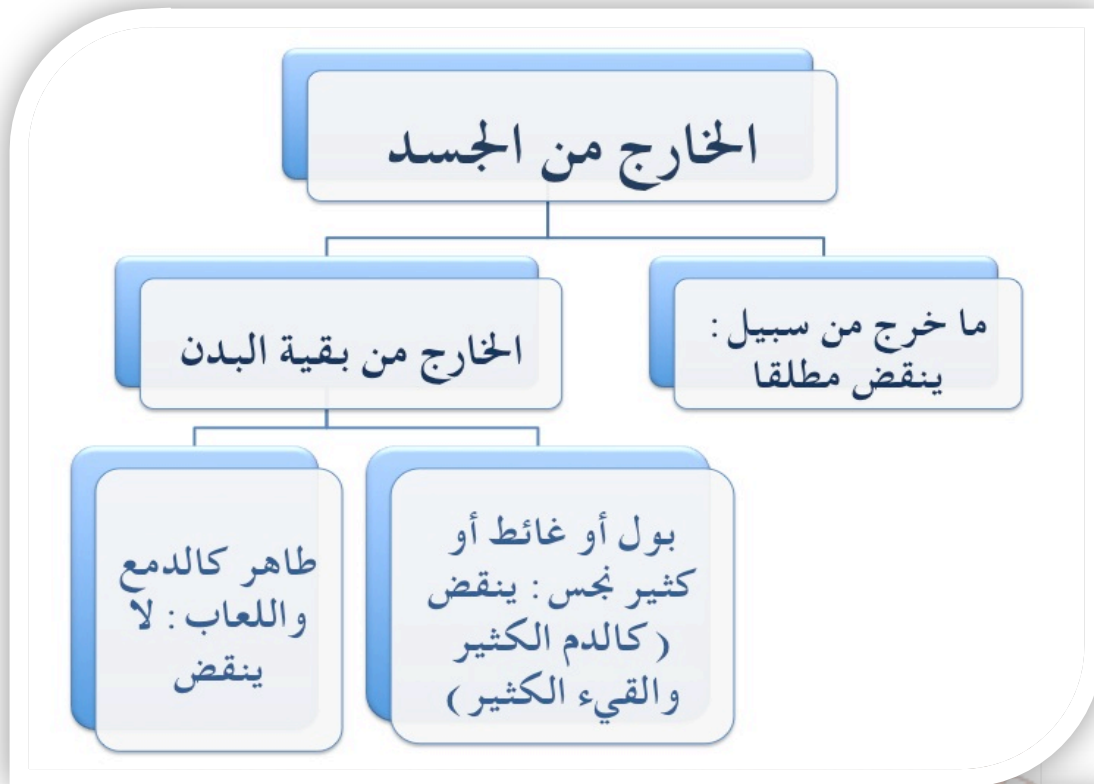 الخارج من الجسد
ما خرج من سبيل :
ينقض مطلقا
الخارج من بقية البدن
بول أو غائط أو
كثير نجس : ينقض
( كالدم الكثير
والقيء الكثير )
طاهر كالدمع
واللعاب : لا
ينقض